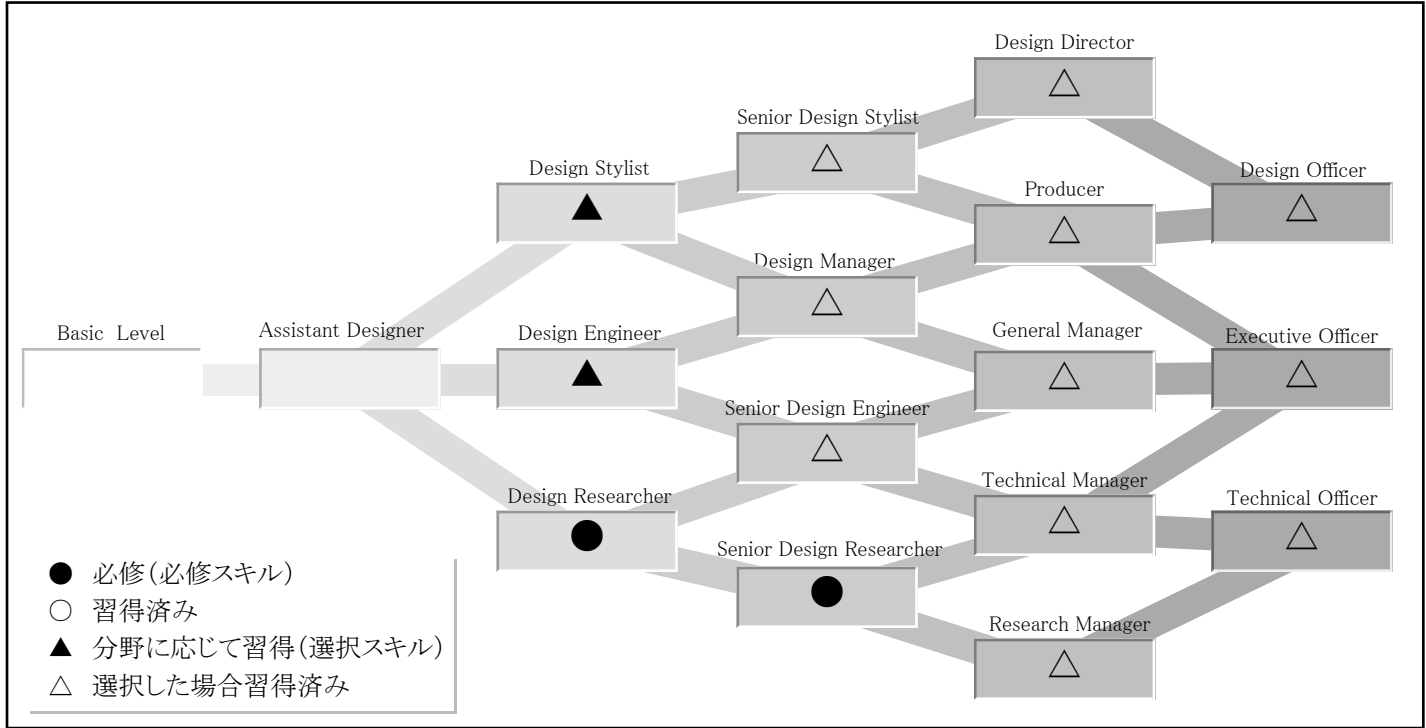 Basic Level
Assistant Designer
Design Stylist
▲
Design Engineer
▲
Design Researcher
●
Senior Design Stylist
△
Design Manager
△
Senior Design Engineer
△
Senior Design Researcher
●
Design Director
△
Producer
△
General Manager
△
Technical Manager
△
Research Manager
△
Design Officer
△
Executive Officer
△
Technical Officer
△
● 必修(必修スキル)
○ 習得済み
▲ 分野に応じて習得(選択スキル)
△ 選択した場合習得済み